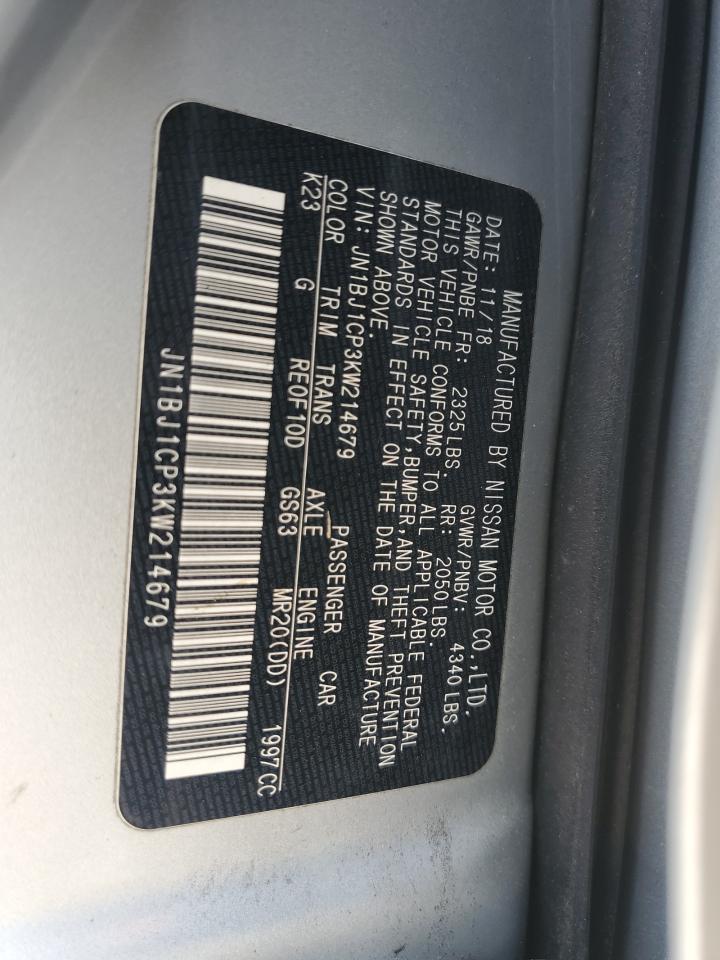 MANUFACTURED BY NISSAN MOTOR CO.,LTD.
DATE: 11/18 GVWR/PNBV: 4340 LBS.
GAWR/PNBE FR: 2325 LBS. RR: 2050 LBS.
THIS VEHICLE CONFORMS TO ALL APPLICABLE FEDERAL
MOTOR VEHICLE SAFETY, BUMPER, AND THEFT PREVENTION
STANDARDS IN EFFECT ON THE DATE OF MANUFACTURE
SHOWN ABOVE.
VIN: JN1BJ1CP3KW214679 PASSENGER CAR
COLOR TRIM TRANS AXLE ENGINE
K23 G RE0F10D GS63 MR20(DD) 1997CC
JN1BJ1CP3KW214679